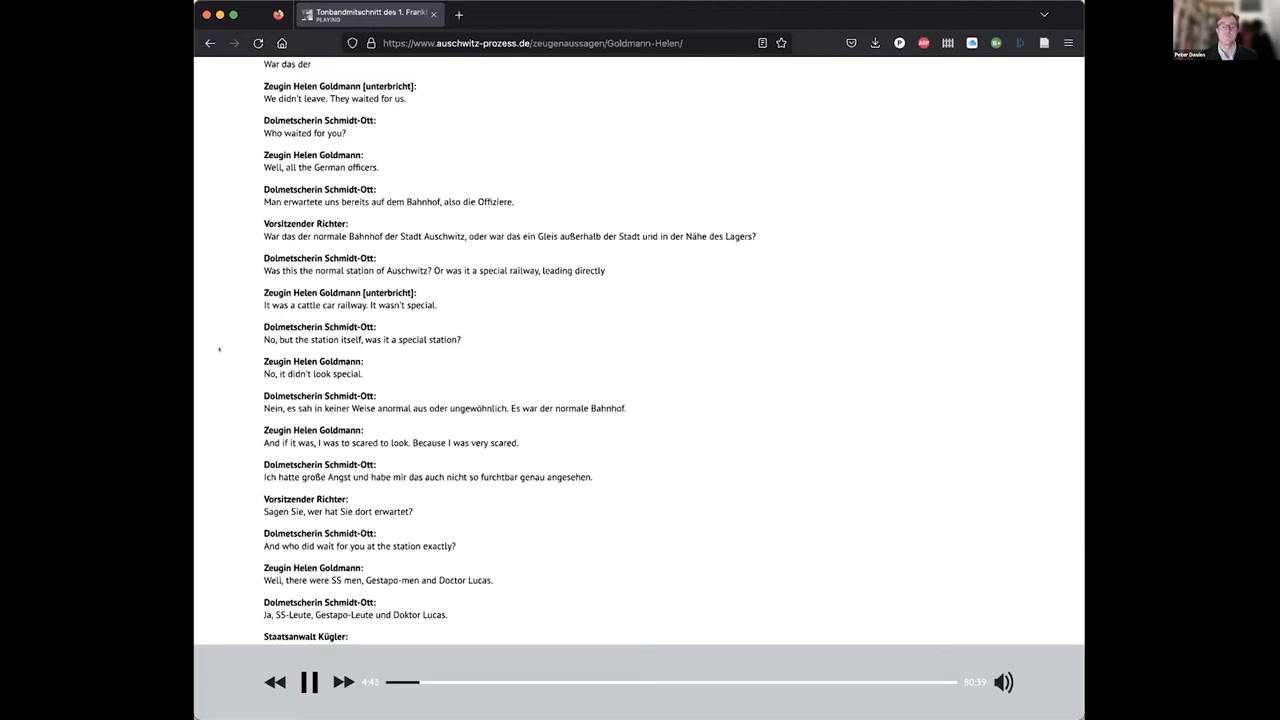 Tonbandmitschnitt des 1. Frankf
PLAYING
https://www.auschwitz-prozess.de/zeugenaussagen/Goldmann-Helen/
War das der
Zeugin Helen Goldmann [unterbricht]:
We didn't leave. They waited for us.
Dolmetscherin Schmidt-Ott:
Who waited for you?
Zeugin Helen Goldmann:
Well, all the German officers.
Dolmetscherin Schmidt-Ott:
Man erwartete uns bereits auf dem Bahnhof, also die Offiziere.
Vorsitzender Richter:
War das der normale Bahnhof der Stadt Auschwitz, oder war das ein Gleis außerhalb der Stadt und in der Nähe des Lagers?
Dolmetscherin Schmidt-Ott:
Was this the normal station of Auschwitz? Or was it a special railway, leading directly
Zeugin Helen Goldmann [unterbricht]:
It was a cattle car railway. It wasn't special.
Dolmetscherin Schmidt-Ott:
No, but the station itself, was it a special station?
Zeugin Helen Goldmann:
No, it didn't look special.
Dolmetscherin Schmidt-Ott:
Nein, es sah in keiner Weise anormal aus oder ungewöhnlich. Es war der normale Bahnhof.
Zeugin Helen Goldmann:
And if it was, I was to scared to look. Because I was very scared.
Dolmetscherin Schmidt-Ott:
Ich hatte große Angst und habe mir das auch nicht so furchtbar genau angesehen.
Vorsitzender Richter:
Sagen Sie, wer hat Sie dort erwartet?
Dolmetscherin Schmidt-Ott:
And who did wait for you at the station exactly?
Zeugin Helen Goldmann:
Well, there were SS men, Gestapo-men and Doctor Lucas.
Dolmetscherin Schmidt-Ott:
Ja, SS-Leute, Gestapo-Leute und Doktor Lucas.
Staatsanwalt Kügler:
4:43
80:39
Peter Davies